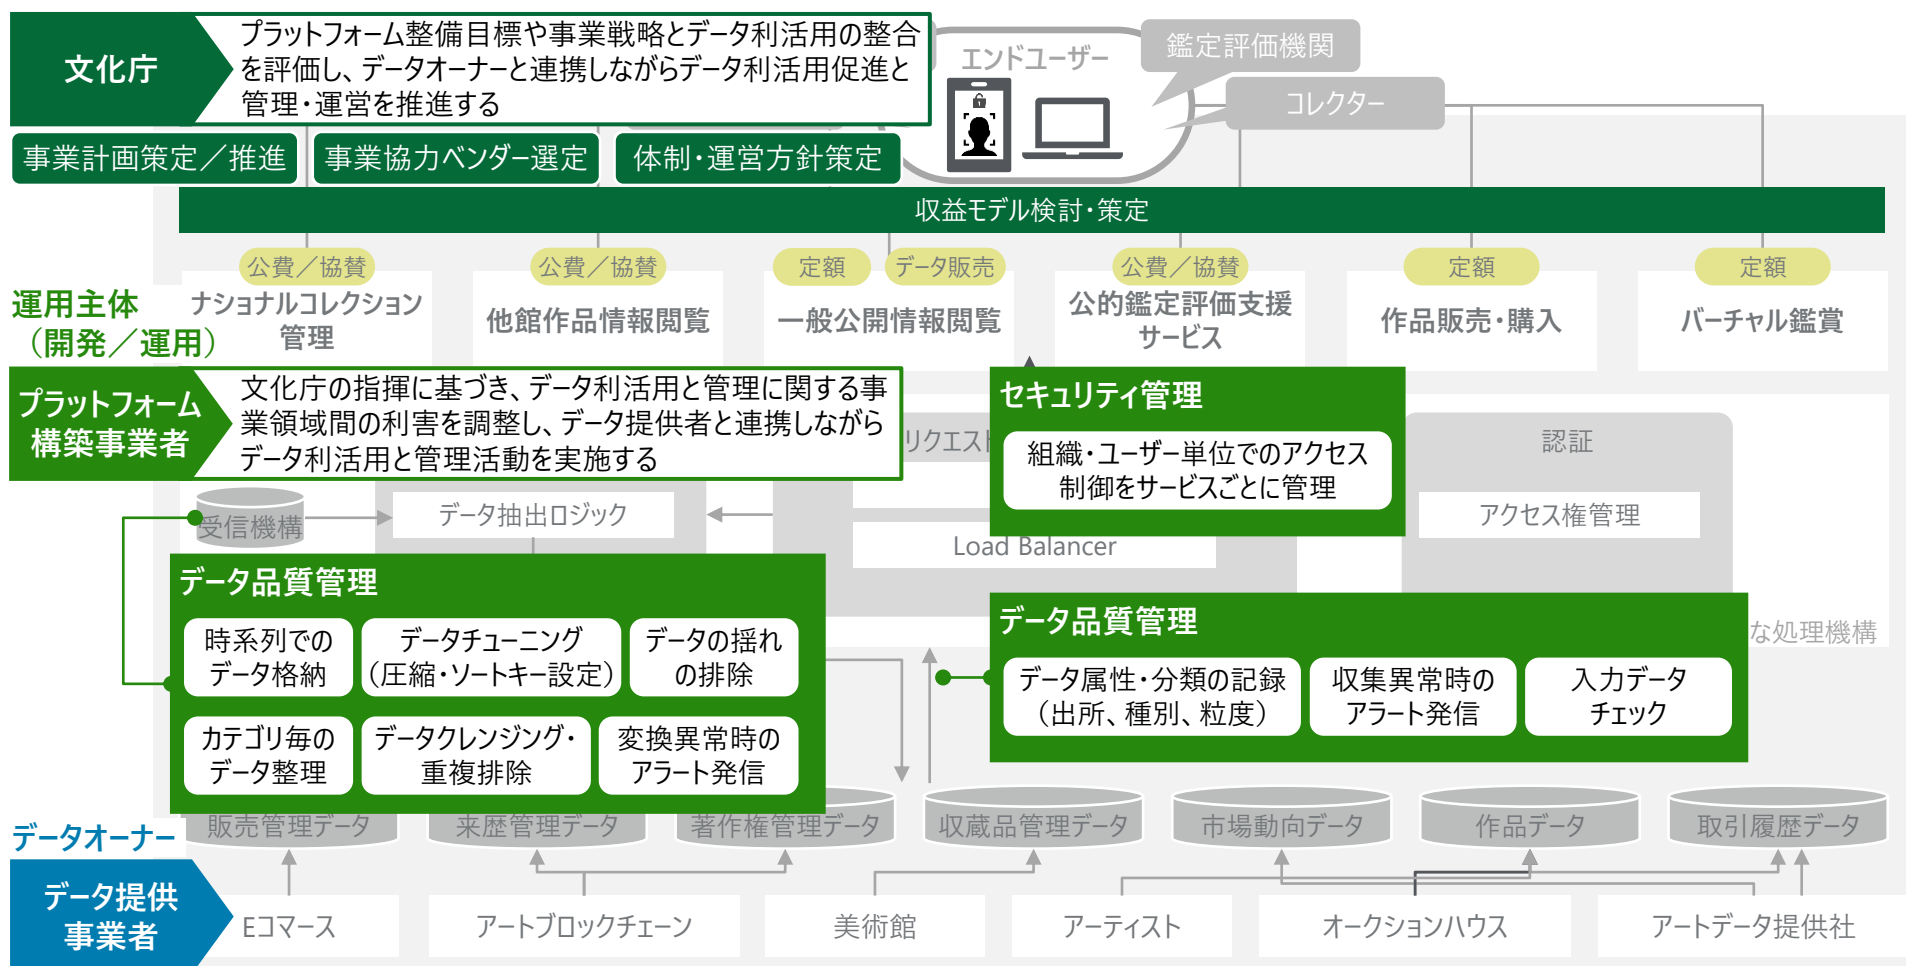 文化庁
プラットフォーム整備目標や事業戦略とデータ利活用の整合
を評価し、データオーナーと連携しながらデータ利活用促進と
管理・運営を推進する
エンドユーザー
鑑定評価機関
コレクター
事業計画策定／推進
事業協力ベンダー選定
体制・運営方針策定
収益モデル検討・策定
公費／協賛
公費／協賛
定額
データ販売
公費／協賛
定額
定額
ナショナルコレクション
管理
他館作品情報閲覧
一般公開情報閲覧
公的鑑定評価支援
サービス
作品販売・購入
バーチャル鑑賞
運用主体
（開発／運用）
プラットフォーム
構築事業者
文化庁の指揮に基づき、データ利活用と管理に関する事
業領域間の利害を調整し、データ提供者と連携しながら
データ利活用と管理活動を実施する
リクエスト
セキュリティ管理
組織・ユーザー単位でのアクセス
制御をサービスごとに管理
認証
アクセス権管理
受信機構
データ抽出ロジック
Load Balancer
データ品質管理
時系列での
データ格納
データチューニング
（圧縮・ソートキー設定）
データの揺れ
の排除
カテゴリ毎の
データ整理
データクレンジング・
重複排除
変換異常時の
アラート発信
データ品質管理
データ属性・分類の記録
（出所、種別、粒度）
収集異常時の
アラート発信
入力データ
チェック
な処理機構
販売管理データ
来歴管理データ
著作権管理データ
収蔵品管理データ
市場動向データ
作品データ
取引履歴データ
データオーナー
データ提供
事業者
Eコマース
アートブロックチェーン
美術館
アーティスト
オークションハウス
アートデータ提供社